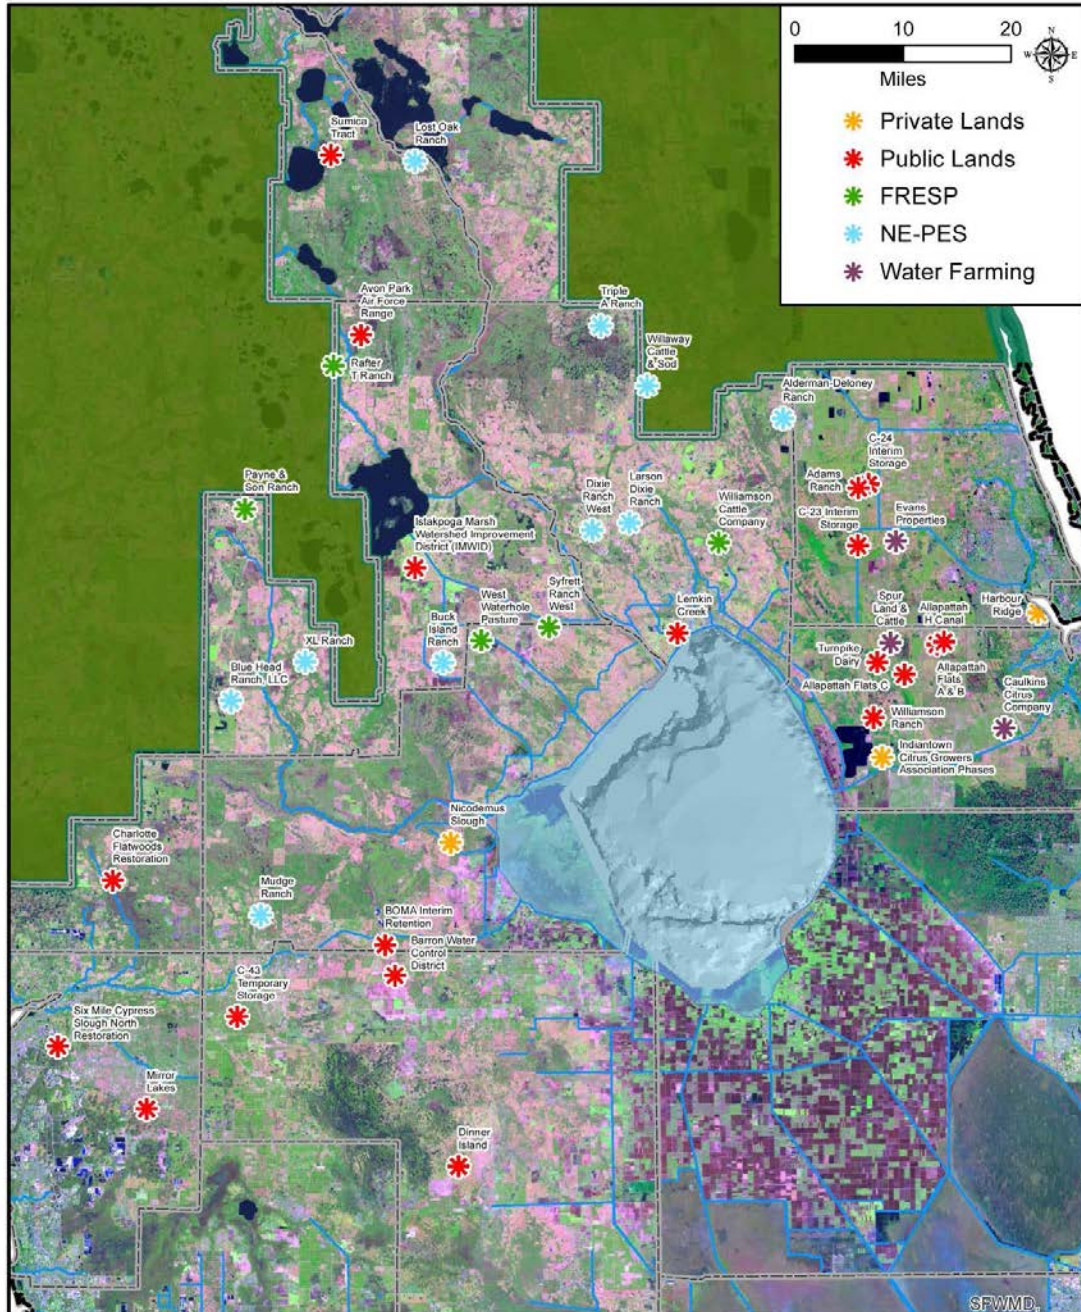 0 10 20
Miles
N
W E
S
Private Lands
Public Lands
FRESP
NE-PES
Water Farming
Sumica
Tract
Lost Oak
Ranch
Avon Park
Air Force
Range
Rafter
T Ranch
Triple
A Ranch
Willaway
Cattle
& Sod
Alderman-Deloney
Ranch
C-24
Interim
Storage
Adams
Ranch
C-23 Interim
Storage
Evans
Properties
Payne &
Son Ranch
Dixie
Ranch
West
Larson
Dixie
Ranch
Williamson
Cattle
Company
Istakpoga Marsh
Watershed Improvement
District (IMWID)
West
Waterhole
Pasture
Syfrett
Ranch
West
Lemkin
Creek
Buck
Island
Ranch
XL Ranch
Blue Head
Ranch, LLC
Spur
Land &
Cattle
Allapattah
H Canal
Harbour
Ridge
Turnpike
Dairy
Allapattah Flats C
Allapattah
Flats
A & B
Caulkins
Citrus
Company
Williamson
Ranch
Indiantown
Citrus Growers
Association Phases
Nicodemus
Slough
Charlotte
Flatwoods
Restoration
Mudge
Ranch
BOMA Interim
Retention
Barron Water
Control
District
C-43
Temporary
Storage
Six Mile Cypress
Slough North
Restoration
Mirror
Lakes
Dinner
Island
SFWMD